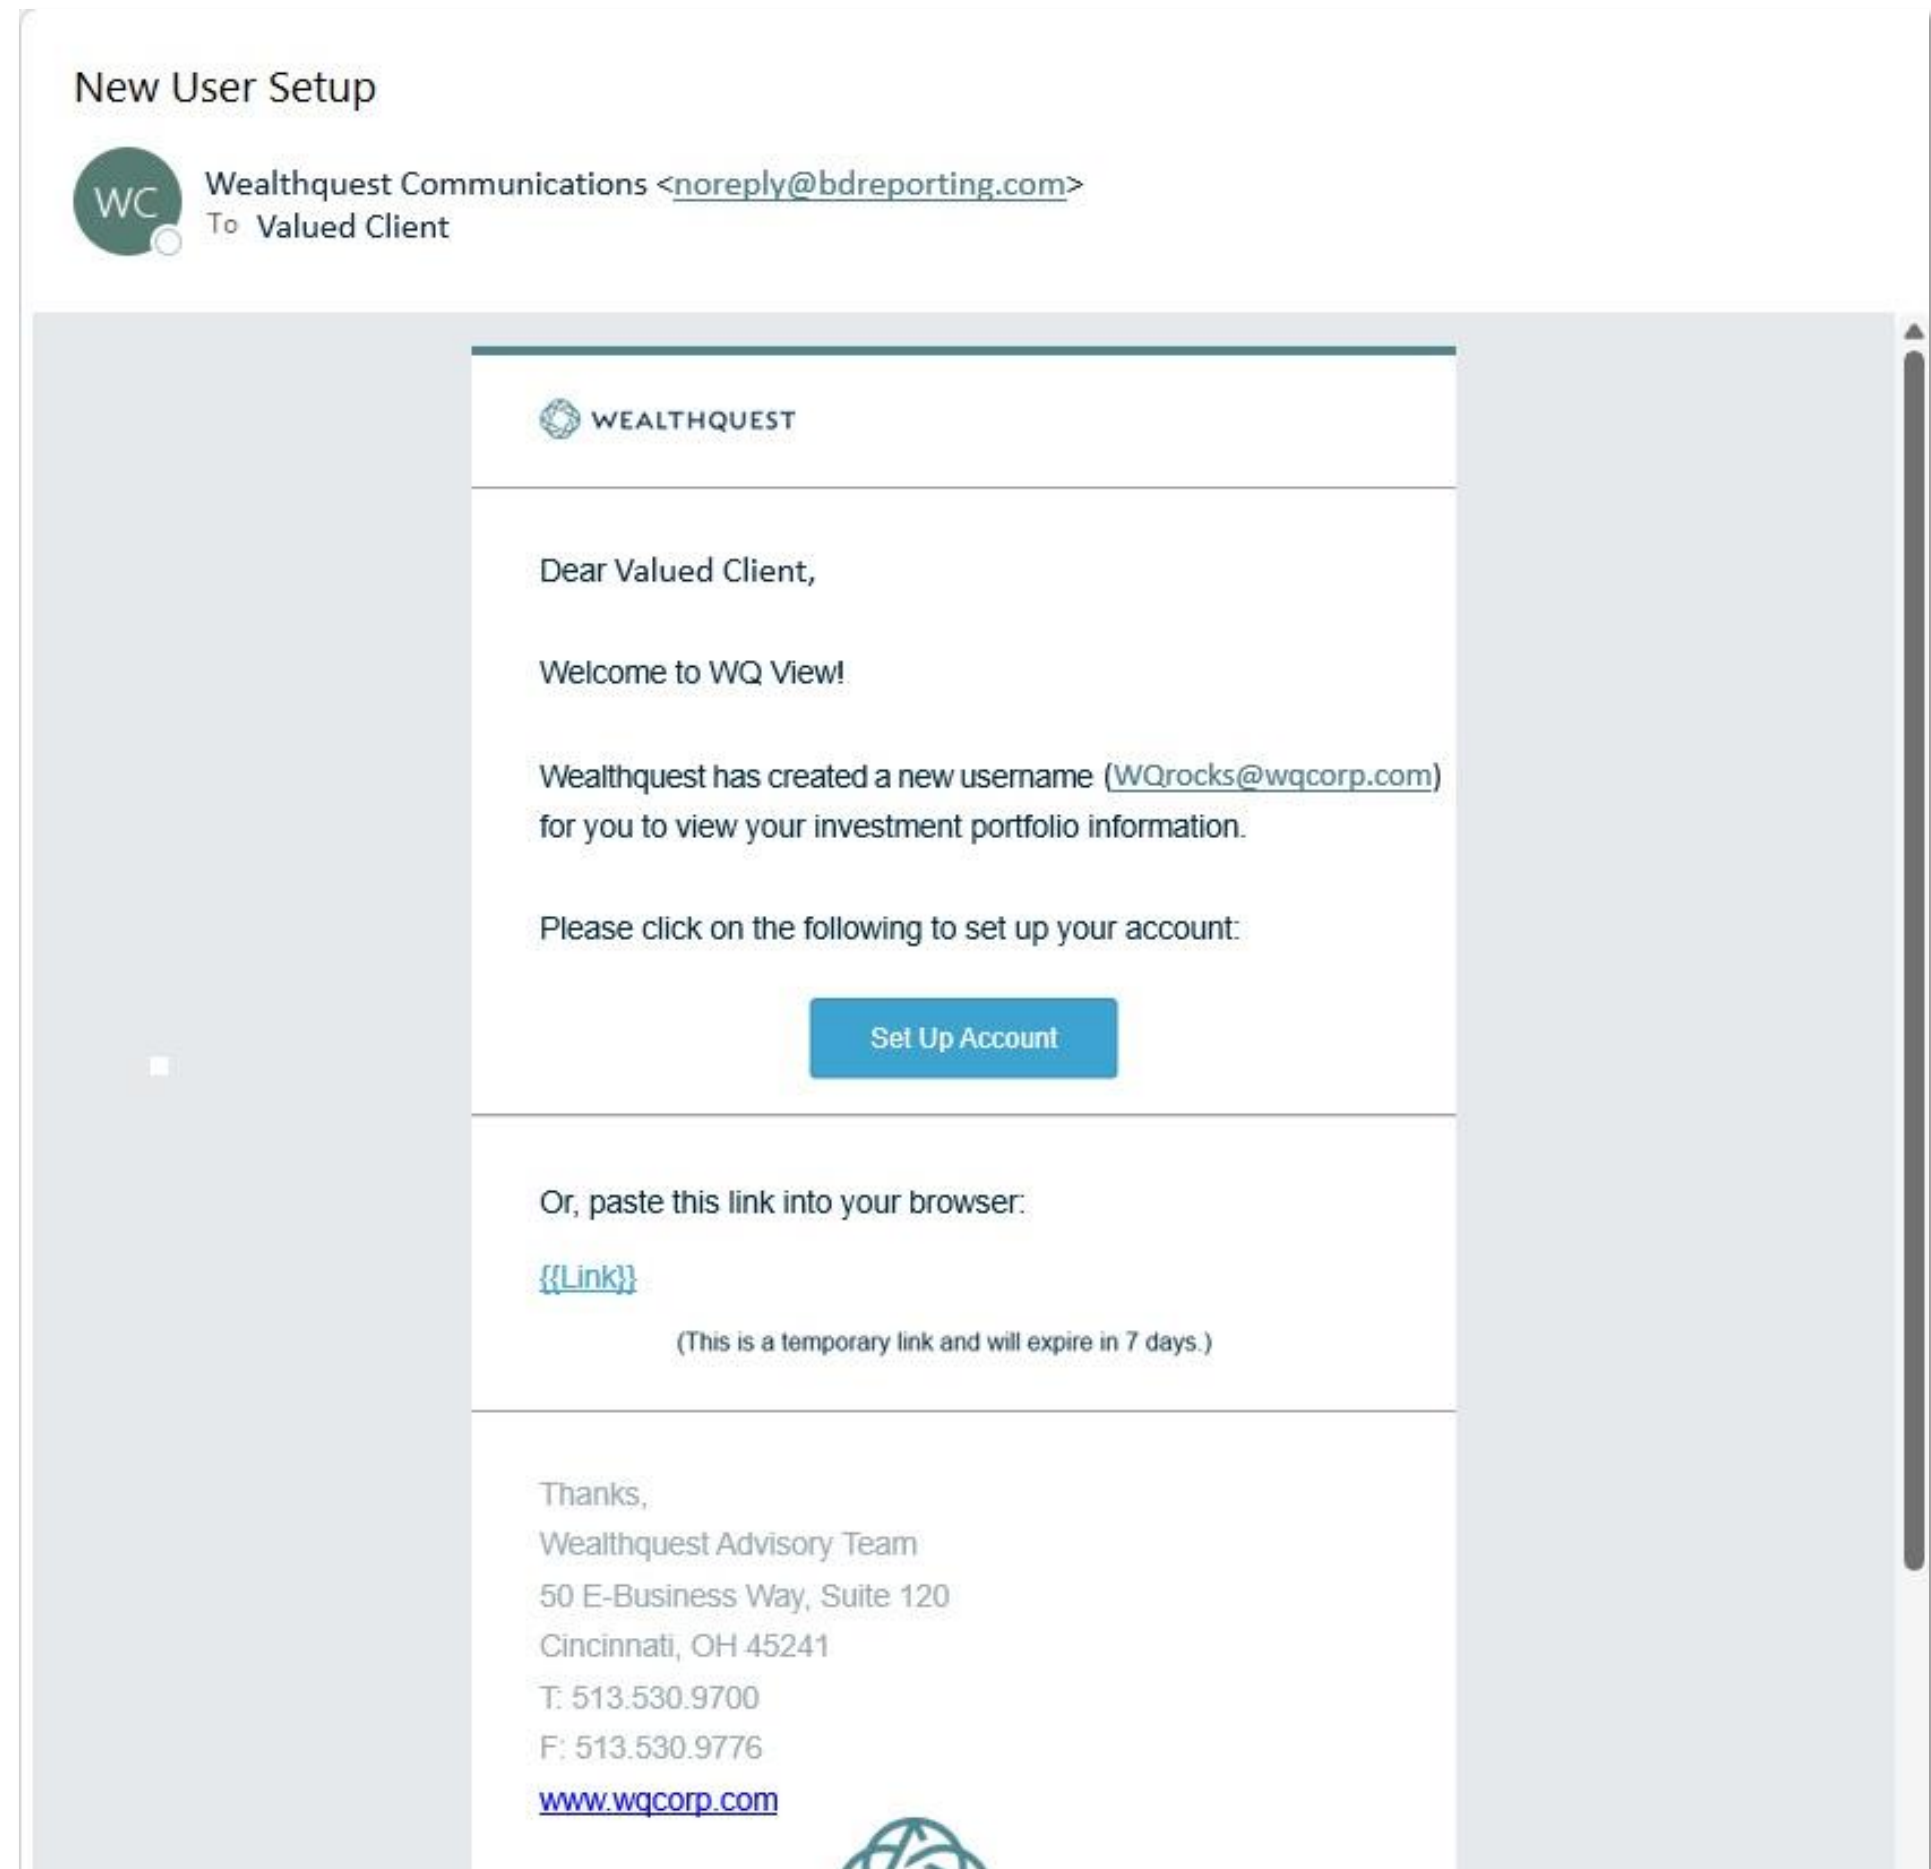 New User Setup
WC
Wealthquest Communications <noreply@bdreporting.com>
To Valued Client
WEALTHQUEST
Dear Valued Client,
Welcome to WQ View!
Wealthquest has created a new username (WQrocks@wqcorp.com)
for you to view your investment portfolio information.
Please click on the following to set up your account:
Set Up Account
Or, paste this link into your browser:
{{Link}}
(This is a temporary link and will expire in 7 days.)
Thanks,
Wealthquest Advisory Team
50 E-Business Way, Suite 120
Cincinnati, OH 45241
T: 513.530.9700
F: 513.530.9776
www.wqcorp.com